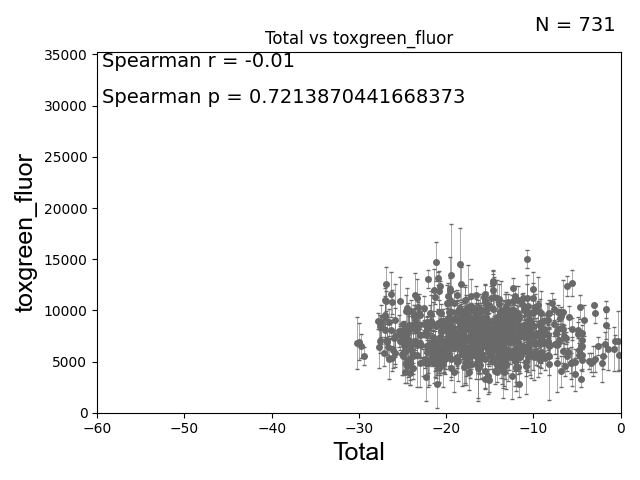 N = 731
Total vs toxgreen_fluor
Spearman r = -0.01
Spearman p = 0.7213870441668373
toxgreen_fluor
35000
30000
25000
20000
15000
10000
5000
0
−60 −50 −40 −30 −20 −10 0
Total